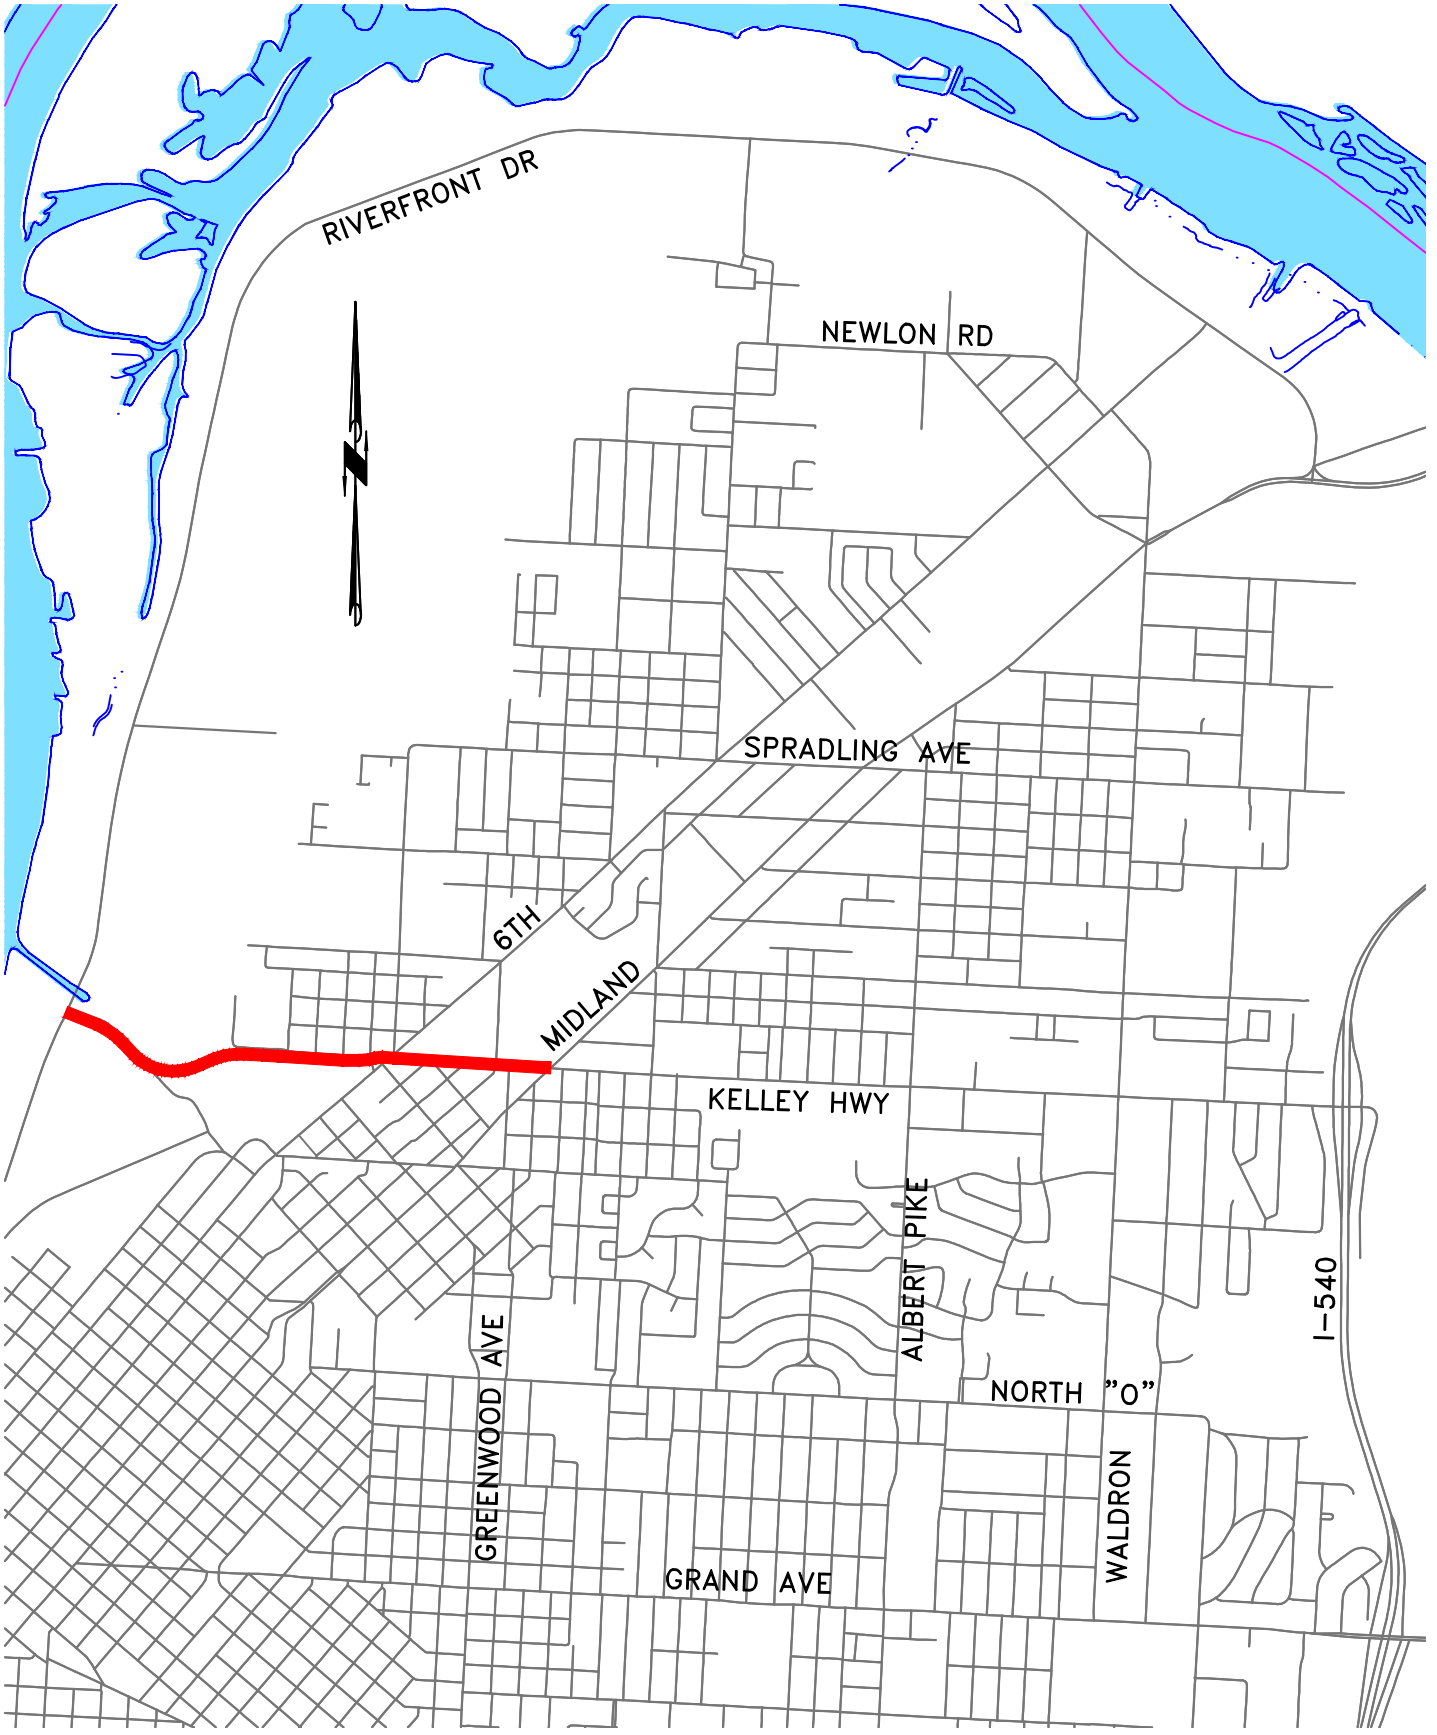 RIVERFRONT DR
NEWLON RD
SPRADLING AVE
6TH
MIDLAND
KELLEY HWY
ALBERT PIKE
I-540
GREENWOOD AVE
NORTH "O"
WALDRON
GRAND AVE